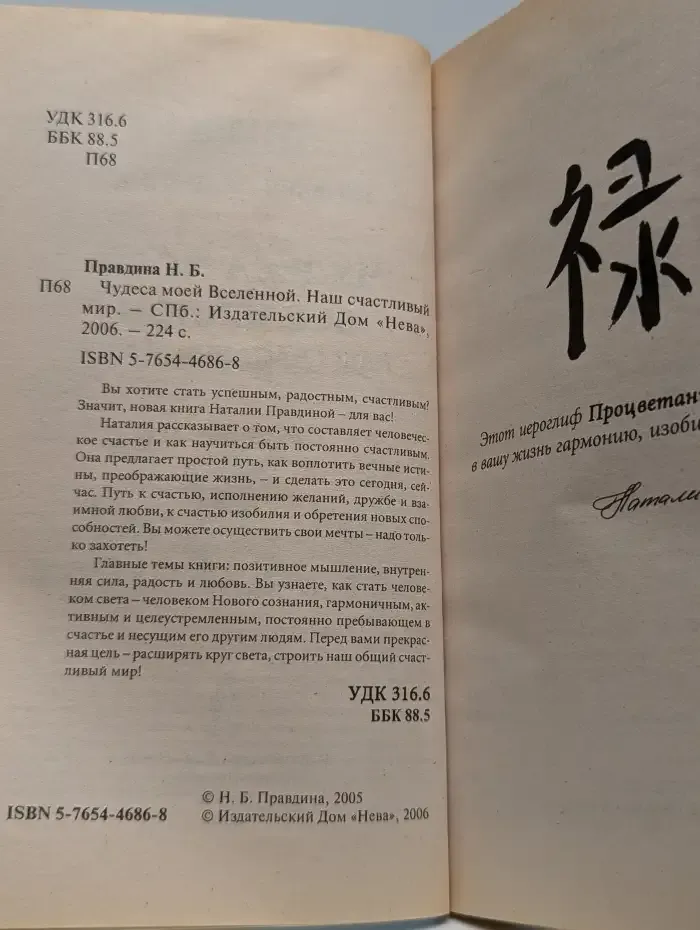 УДК 316.6
ББК 88.5
П68
Правдина Н. Б.
П68 Чудеса моей Вселенной. Наш счастливый
мир. — СПб.: Издательский Дом «Нева»,
2006. — 224 с.
ISBN 5-7654-4686-8
Вы хотите стать успешным, радостным, счастливым?
Значит, новая книга Наталии Правдиной – для вас!
Наталия рассказывает о том, что составляет человечес-
кое счастье и как научиться быть постоянно счастливым.
Она предлагает простой путь, как воплотить вечные исти-
ны, преображающие жизнь, – и сделать это сегодня, сей-
час. Путь к счастью, исполнению желаний, дружбе и вза-
имной любви, к счастью изобилия и обретения новых спо-
собностей. Вы можете осуществить свои мечты – надо толь-
ко захотеть!
Главные темы книги: позитивное мышление, внутрен-
няя сила, радость и любовь. Вы узнаете, как стать челове-
ком света – человеком Нового сознания, гармоничным, ак-
тивным и целеустремленным, постоянно пребывающем в
счастье и несущим его другим людям. Перед вами прекрас-
ная цель – расширять круг света, строить наш общий счаст-
ливый мир!
УДК 316.6
ББК 88.5
© Н. Б. Правдина, 2005
ISBN 5-7654-4686-8 © Издательский Дом «Нева», 2006
禄
Этот иероглиф Процветан
в вашу жизнь гармонию, изоби
Натали